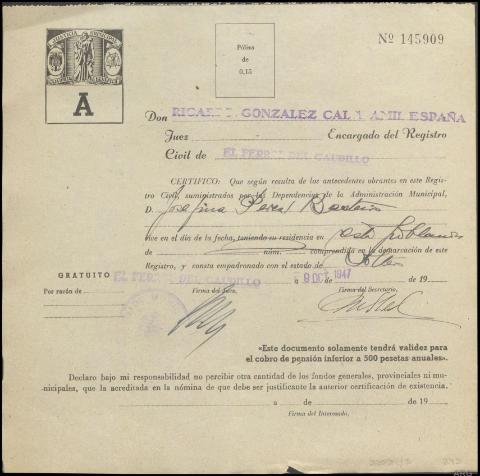 Nº 145909
Póliza
de
0,15
A
Don GONZALEZ ESPAÑA
Juez Encargado del Registro
Civil de EL FERROL DEL CAUDILLO
CERTIFICO: Que según resulta de los antecedentes obrantes en este Regis-
tro Civil, suministrados por las Dependencias de la Administración Municipal,
D. Josefina
vive en el día de la fecha, teniendo su residencia en
de núm. comprendida en la demarcación de este
Registro, y consta empadronado con el estado de
GRATUITO
EL FERROL DEL CAUDILLO a 9 OCT. 1947 de 19
Por razón de
Firma del Juez. Firma del Secretario.
«Este documento solamente tendrá validez para
el cobro de pensión inferior a 500 pesetas anuales».
Declaro bajo mi responsabilidad no percibir otra cantidad de los fondos generales, provinciales ni mu-
nicipales, que la acreditada en la nómina de que debe ser justificante la anterior certificación de existencia.
a de de 19
Firma del Interesado.